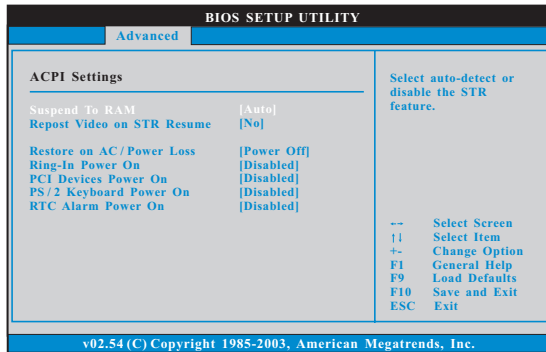 BIOS SETUP UTILITY
Advanced
ACPI Settings
Suspend To RAM [Auto]
Repost Video on STR Resume [No]
Restore on AC / Power Loss [Power Off]
Ring-In Power On [Disabled]
PCI Devices Power On [Disabled]
PS / 2 Keyboard Power On [Disabled]
RTC Alarm Power On [Disabled]
Select auto-detect or
disable the STR
feature.
←→ Select Screen
↑↓ Select Item
+- Change Option
F1 General Help
F9 Load Defaults
F10 Save and Exit
ESC Exit
v02.54 (C) Copyright 1985-2003, American Megatrends, Inc.